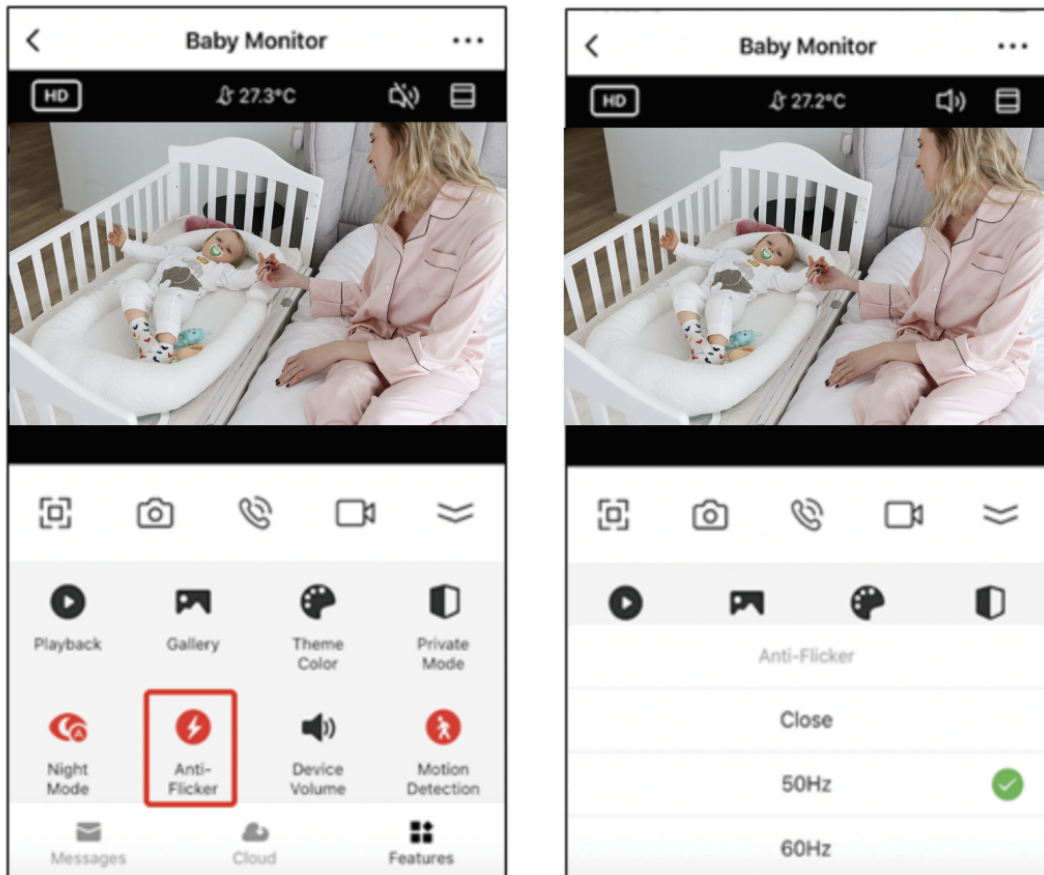 Baby Monitor
HD
27.3°C
Playback
Gallery
Theme
Color
Private
Mode
Night
Mode
Anti-
Flicker
Device
Volume
Motion
Detection
Messages
Cloud
Features
Baby Monitor
HD
27.2°C
Anti-Flicker
Close
50Hz
60Hz